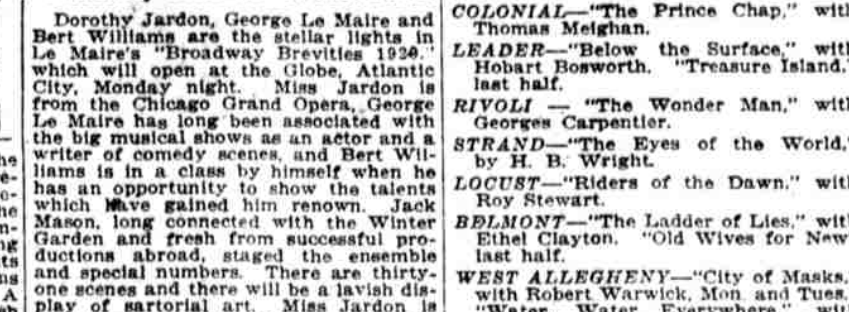 Dorothy Jardon, George Le Maire and
Bert Williams are the stellar lights in
Le Maire's "Broadway Brevities 1920."
which will open at the Globe, Atlantic
City, Monday night. Miss Jardon is
from the Chicago Grand Opera, George
Le Maire has long been associated with
the big musical shows as an actor and a
writer of comedy scenes, and Bert Wil-
liams is in a class by himself when he
has an opportunity to show the talents
which have gained him renown. Jack
Mason, long connected with the Winter
Garden and fresh from successful pro-
ductions abroad, staged the ensemble
and special numbers. There are thirty-
one scenes and there will be a lavish dis-
play of sartorial art. Miss Jardon is
COLONIAL—"The Prince Chap," with
Thomas Meighan.
LEADER—"Below the Surface," with
Hobart Bosworth. "Treasure Island."
last half.
RIVOLI — "The Wonder Man," with
Georges Carpentier.
STRAND—"The Eyes of the World,"
by H. B. Wright.
LOCUST—"Riders of the Dawn," with
Roy Stewart.
BELMONT—"The Ladder of Lies," with
Ethel Clayton. "Old Wives for New"
last half.
WEST ALLEGHENY—"City of Masks,
with Robert Warwick, Mon. and Tues.
"Water, Water Everywhere," with